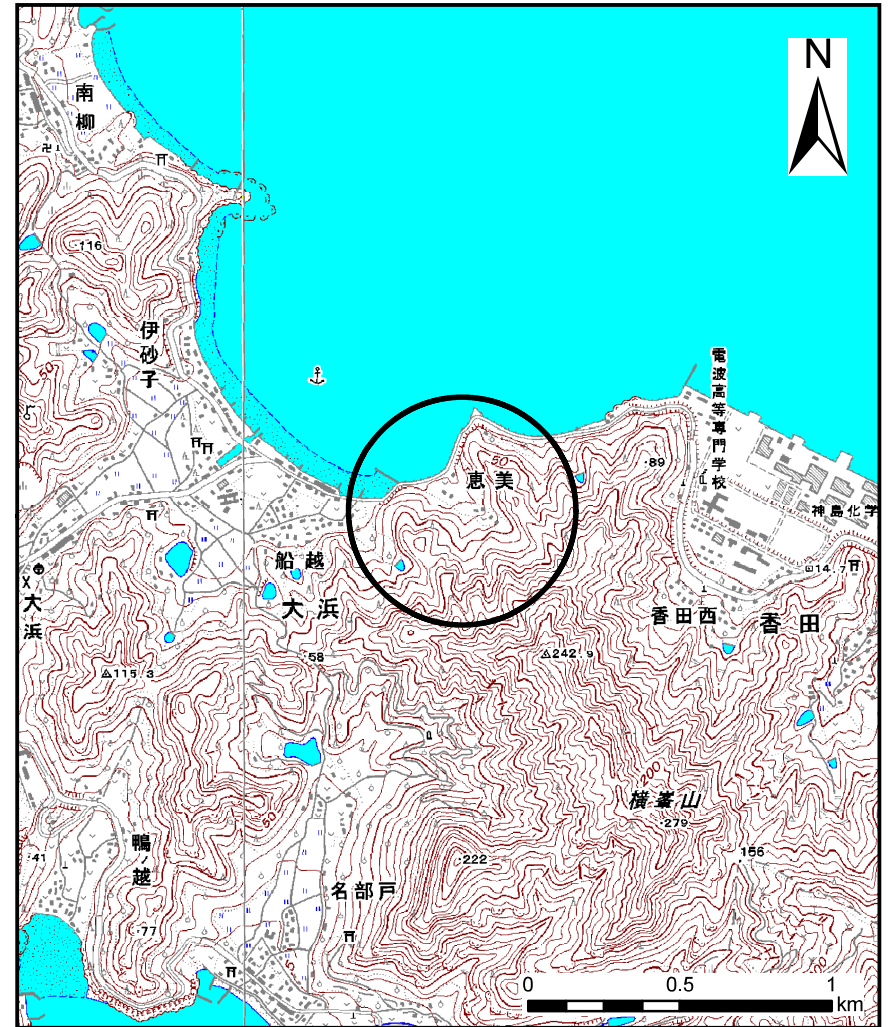 N
南柳
116
伊砂子
50
電波高等専門学校
恵美
50
89
神島化学
14.7
船越
大浜
大浜
香田西
香田
58
242.9
115.3
200
横峯山
279
50
222
156
41
鴨ノ越
名部戸
77
0 0.5 1
km